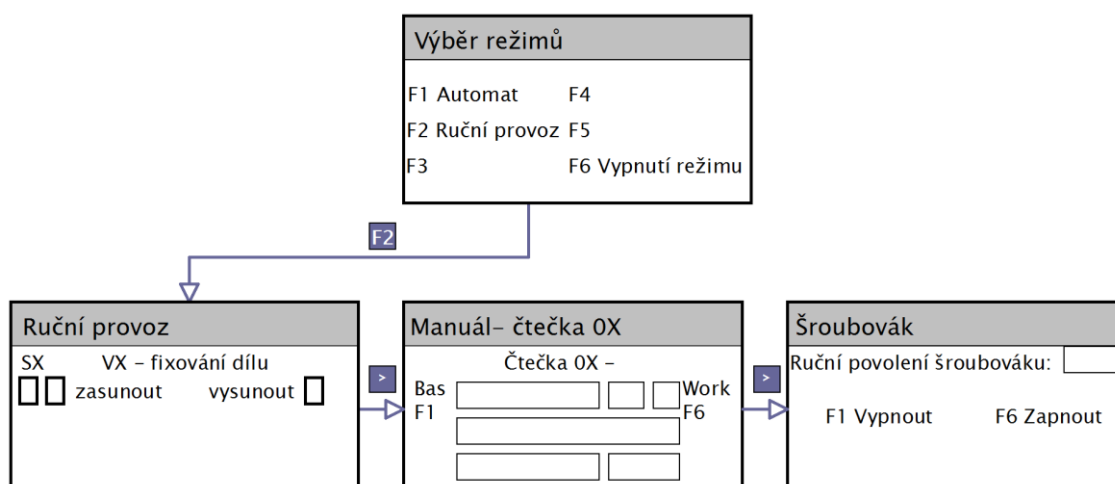 Výběr režimů
F1 Automat F4
F2 Ruční provoz F5
F3 F6 Vypnutí režimu
F2
Ruční provoz
SX VX – fixování dílu
zasunout vysunout
>
Manuál– čtečka 0X
Čtečka 0X –
Bas Work
F1 F6
>
Šroubovák
Ruční povolení šroubováku:
F1 Vypnout F6 Zapnout